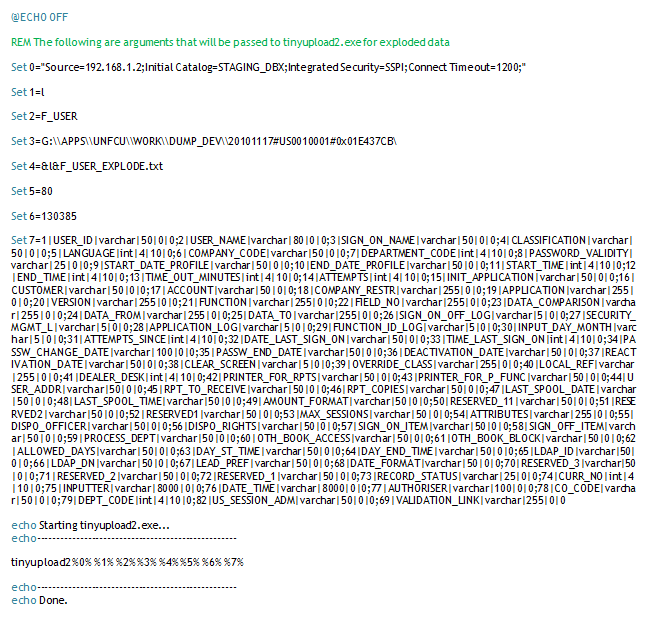 @ECHO OFF
REM The following are arguments that will be passed to tinyupload2.exe for exploded data
Set 0="Source=192.168.1.2;Initial Catalog=STAGING_DBX;Integrated Security=SSPI;Connect Timeout=1200;"
Set 1=l
Set 2=F_USER
Set 3=G:\\APPS\\UNFCU\\WORK\\DUMP_DEV\\20101117#US0010001#0x01E437CB\
Set 4=&l&F_USER_EXPLODE.txt
Set 5=80
Set 6=130385
Set 7=1|USER_ID|varchar|50|0|0;2|USER_NAME|varchar|80|0|0;3|SIGN_ON_NAME|varchar|50|0|0;4|CLASSIFICATION|varchar|
50|0|0;5|LANGUAGE|int|4|10|0;6|COMPANY_CODE|varchar|50|0|0;7|DEPARTMENT_CODE|int|4|10|0;8|PASSWORD_VALIDITY|
varchar|25|0|0;9|START_DATE_PROFILE|varchar|50|0|0;10|END_DATE_PROFILE|varchar|50|0|0;11|START_TIME|int|4|10|0;12
|END_TIME|int|4|10|0;13|TIME_OUT_MINUTES|int|4|10|0;14|ATTEMPTS|int|4|10|0;15|INIT_APPLICATION|varchar|50|0|0;16|
CUSTOMER|varchar|50|0|0;17|ACCOUNT|varchar|50|0|0;18|COMPANY_RESTR|varchar|255|0|0;19|APPLICATION|varchar|255|
0|0;20|VERSION|varchar|255|0|0;21|FUNCTION|varchar|255|0|0;22|FIELD_NO|varchar|255|0|0;23|DATA_COMPARISON|varcha
r|255|0|0;24|DATA_FROM|varchar|255|0|0;25|DATA_TO|varchar|255|0|0;26|SIGN_ON_OFF_LOG|varchar|5|0|0;27|SECURITY_
MGMT_L|varchar|5|0|0;28|APPLICATION_LOG|varchar|5|0|0;29|FUNCTION_ID_LOG|varchar|5|0|0;30|INPUT_DAY_MONTH|varc
har|5|0|0;31|ATTEMPTS_SINCE|int|4|10|0;32|DATE_LAST_SIGN_ON|varchar|50|0|0;33|TIME_LAST_SIGN_ON|int|4|10|0;34|PA
SSW_CHANGE_DATE|varchar|100|0|0;35|PASSW_END_DATE|varchar|50|0|0;36|DEACTIVATION_DATE|varchar|50|0|0;37|REACT
IVATION_DATE|varchar|50|0|0;38|CLEAR_SCREEN|varchar|5|0|0;39|OVERRIDE_CLASS|varchar|255|0|0;40|LOCAL_REF|varchar
|255|0|0;41|DEALER_DESK|int|4|10|0;42|PRINTER_FOR_RPTS|varchar|50|0|0;43|PRINTER_FOR_P_FUNC|varchar|50|0|0;44|U
SER_ADDR|varchar|50|0|0;45|RPT_TO_RECEIVE|varchar|50|0|0;46|RPT_COPIES|varchar|50|0|0;47|LAST_SPOOL_DATE|varchar
|50|0|0;48|LAST_SPOOL_TIME|varchar|50|0|0;49|AMOUNT_FORMAT|varchar|50|0|0;50|RESERVED_11|varchar|50|0|0;51|RESE
RVED2|varchar|50|0|0;52|RESERVED1|varchar|50|0|0;53|MAX_SESSIONS|varchar|50|0|0;54|ATTRIBUTES|varchar|255|0|0;55|
DISPO_OFFICER|varchar|50|0|0;56|DISPO_RIGHTS|varchar|50|0|0;57|SIGN_ON_ITEM|varchar|50|0|0;58|SIGN_OFF_ITEM|varch
ar|50|0|0;59|PROCESS_DEPT|varchar|50|0|0;60|OTH_BOOK_ACCESS|varchar|50|0|0;61|OTH_BOOK_BLOCK|varchar|50|0|0;62
|ALLOWED_DAYS|varchar|50|0|0;63|DAY_ST_TIME|varchar|50|0|0;64|DAY_END_TIME|varchar|50|0|0;65|LDAP_ID|varchar|50|
0|0;66|LDAP_DN|varchar|50|0|0;67|LEAD_PREF|varchar|50|0|0;68|DATE_FORMAT|varchar|50|0|0;70|RESERVED_3|varchar|50
|0|0;71|RESERVED_2|varchar|50|0|0;72|RESERVED_1|varchar|50|0|0;73|RECORD_STATUS|varchar|25|0|0;74|CURR_NO|int|4
|10|0;75|INPUTTER|varchar|8000|0|0;76|DATE_TIME|varchar|8000|0|0;77|AUTHORISER|varchar|100|0|0;78|CO_CODE|varcha
r|50|0|0;79|DEPT_CODE|int|4|10|0;82|US_SESSION_ADM|varchar|50|0|0;69|VALIDATION_LINK|varchar|255|0|0
echo Starting tinyupload2.exe...
echo--------------------------------------------------
tinyupload2 %0% %1% %2% %3% %4% %5% %6% %7%
echo--------------------------------------------------
echo Done.